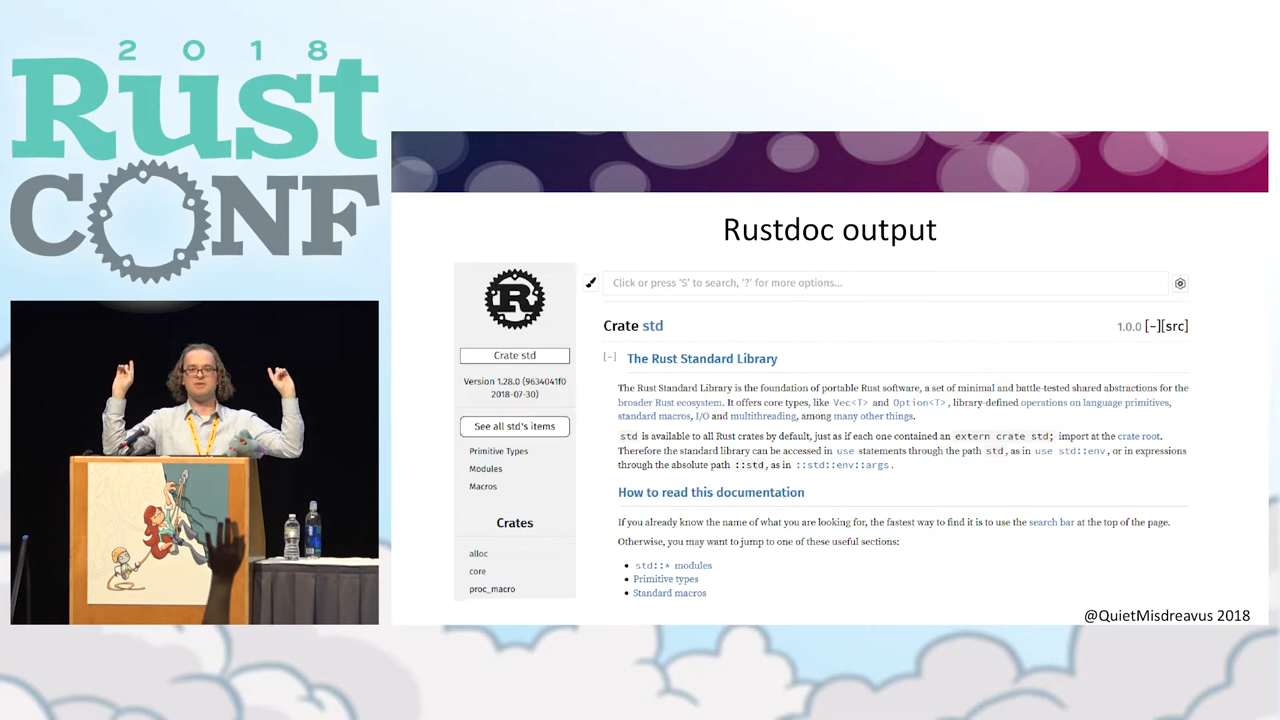 2018
Rust
CONF
Rustdoc output
Click or press 'S' to search, '?' for more options...
Crate std
1.0.0 [-][src]
Crate std
[-] The Rust Standard Library
Version 1.28.0 (9634041f0
2018-07-30)
The Rust Standard Library is the foundation of portable Rust software, a set of minimal and battle-tested shared abstractions for the
broader Rust ecosystem. It offers core types, like Vec<T> and Option<T>, library-defined operations on language primitives,
standard macros, I/O and multithreading, among many other things.
See all std's items
std is available to all Rust crates by default, just as if each one contained an extern crate std; import at the crate root.
Therefore the standard library can be accessed in use statements through the path std, as in use std::env, or in expressions
through the absolute path ::std, as in ::std::env::args.
Primitive Types
Modules
Macros
How to read this documentation
Crates
If you already know the name of what you are looking for, the fastest way to find it is to use the search bar at the top of the page.
Otherwise, you may want to jump to one of these useful sections:
alloc
core
proc_macro
• std::* modules
• Primitive types
• Standard macros
@QuietMisdreavus 2018